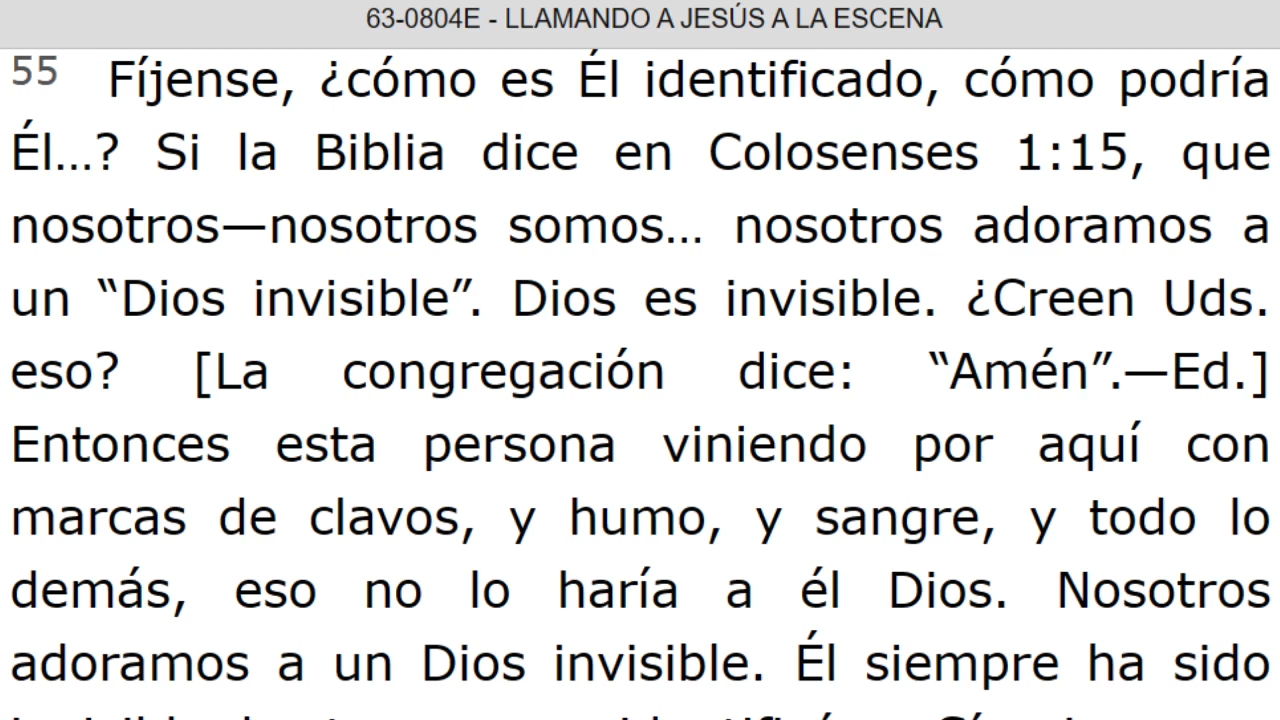 63-0804E - LLAMANDO A JESÚS A LA ESCENA
55 Fíjense, ¿cómo es Él identificado, cómo podría
Él...? Si la Biblia dice en Colosenses 1:15, que
nosotros—nosotros somos... nosotros adoramos a
un “Dios invisible”. Dios es invisible. ¿Creen Uds.
eso? [La congregación dice: “Amén”.—Ed.]
Entonces esta persona viniendo por aquí con
marcas de clavos, y humo, y sangre, y todo lo
demás, eso no lo haría a él Dios. Nosotros
adoramos a un Dios invisible. Él siempre ha sido